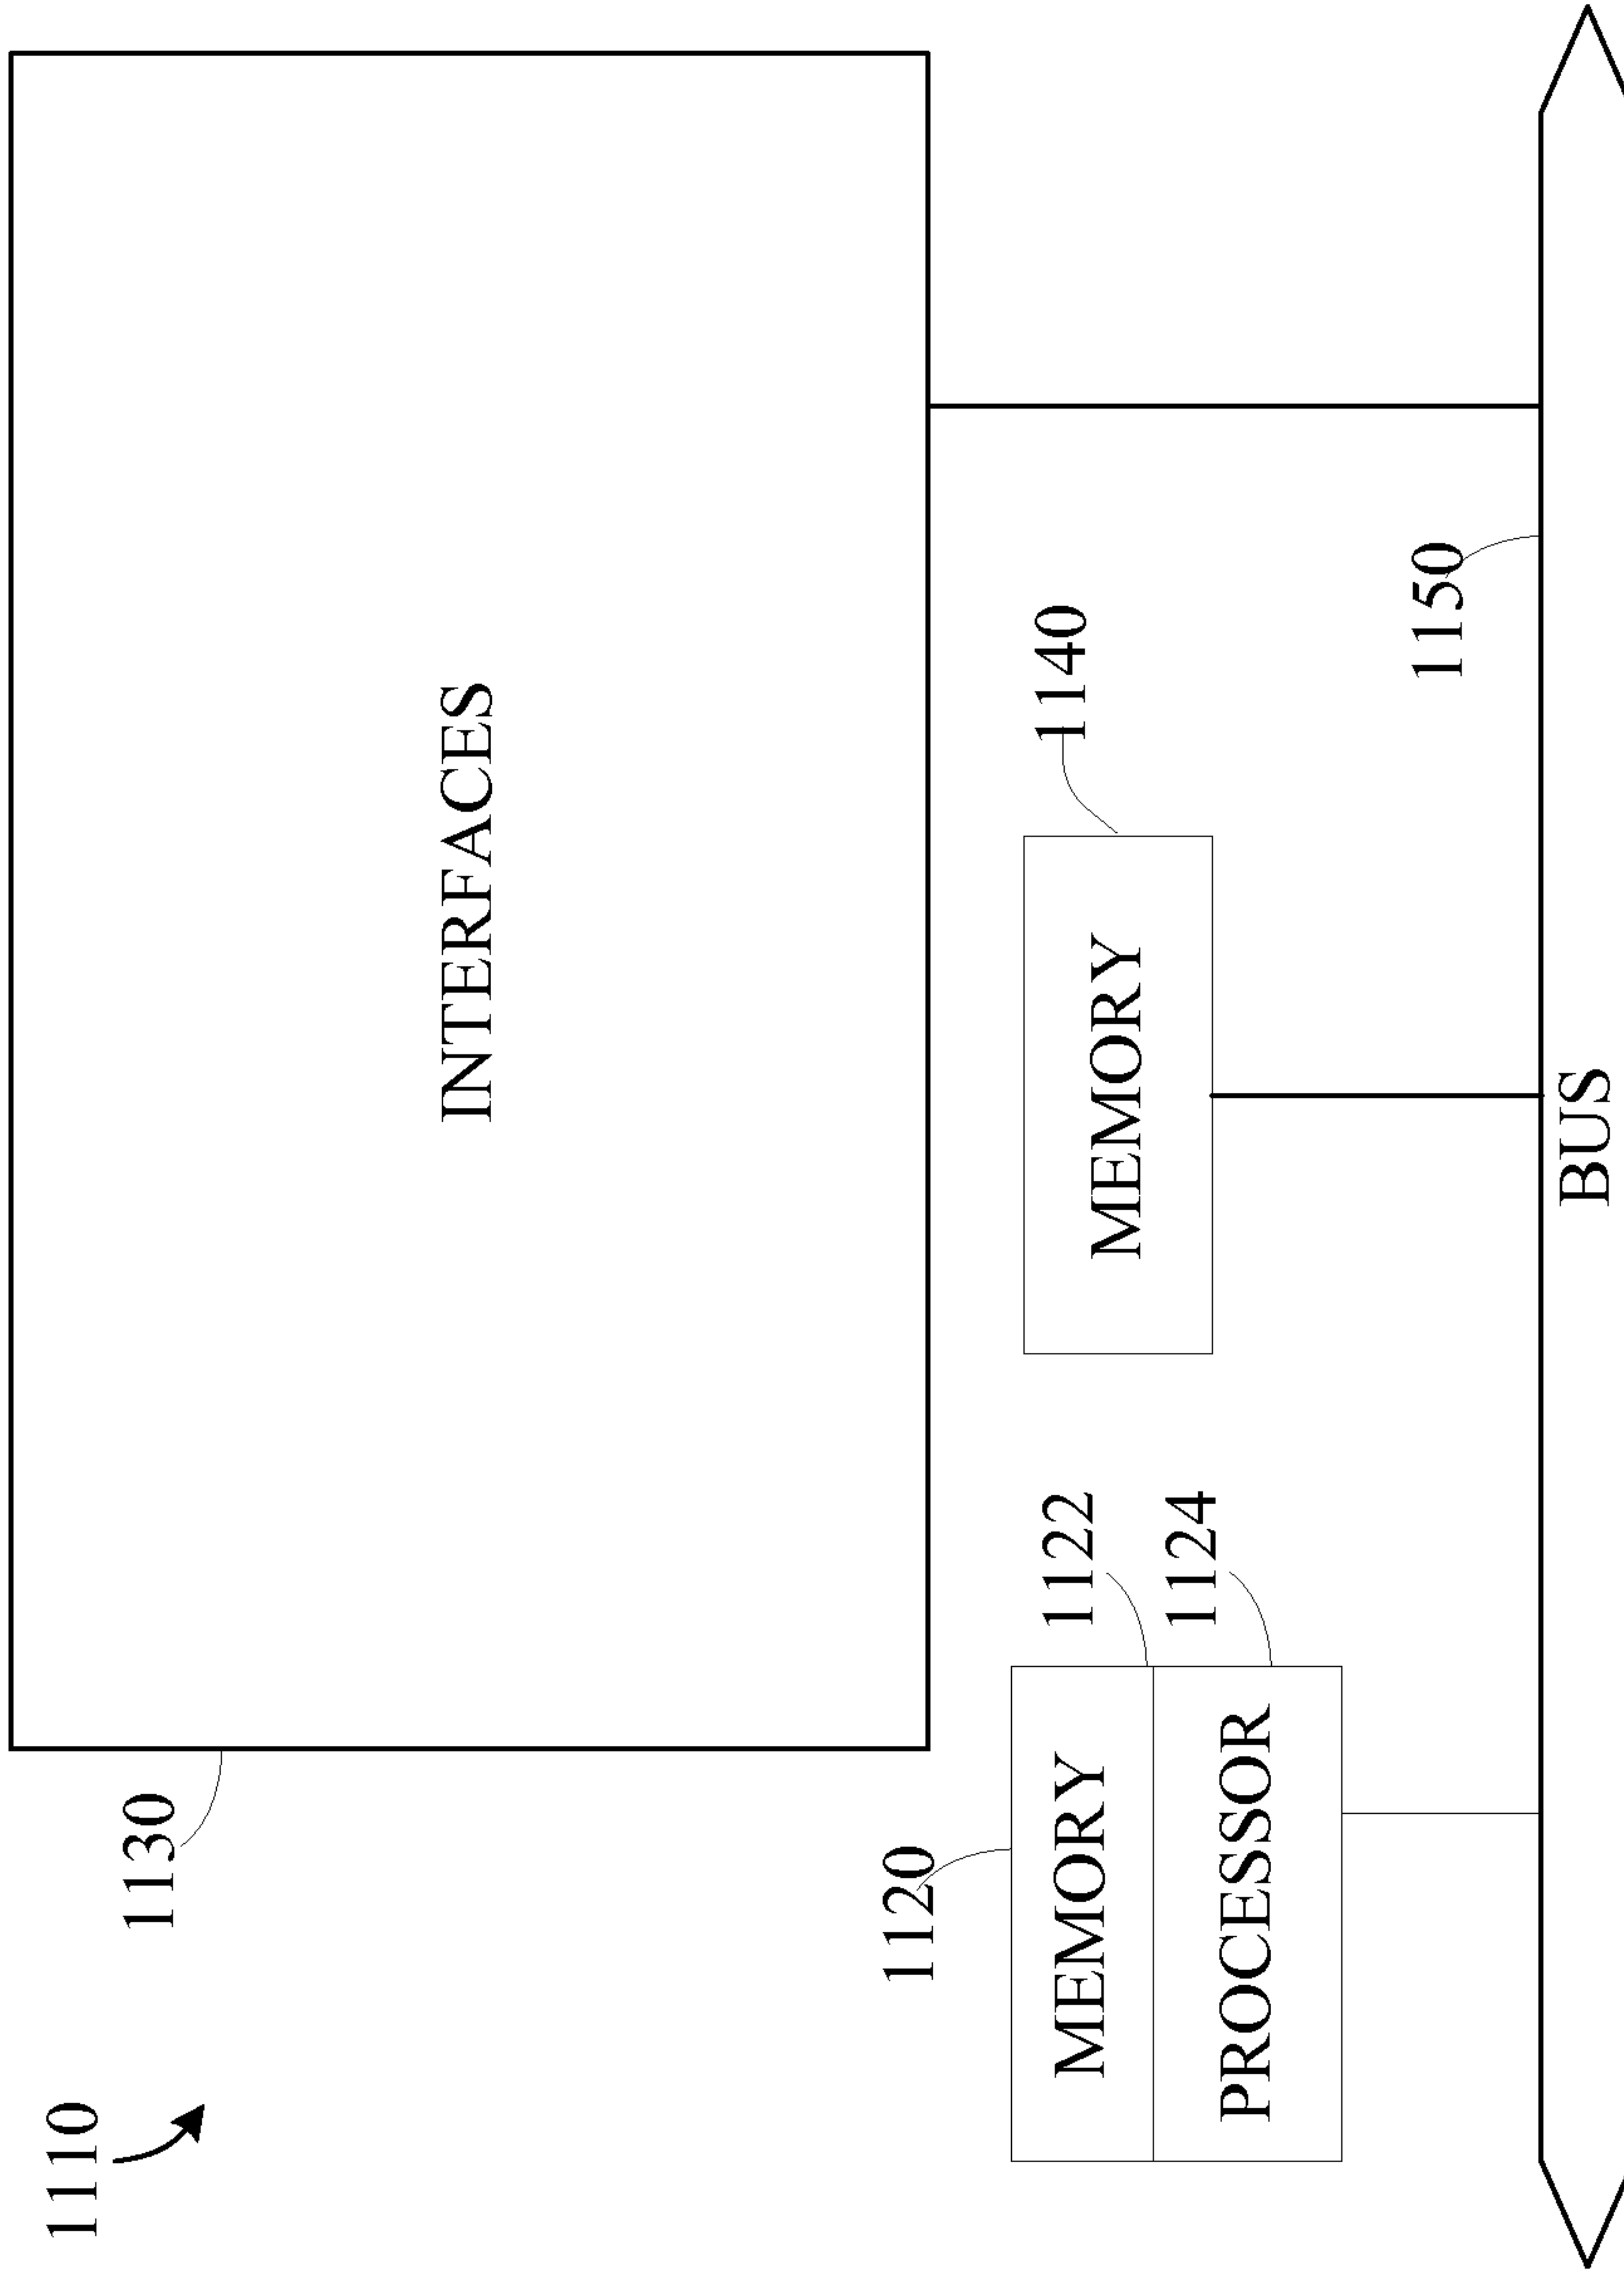 1110
1130
INTERFACES
1120
MEMORY
1122
PROCESSOR
1124
MEMORY
1140
1150
BUS